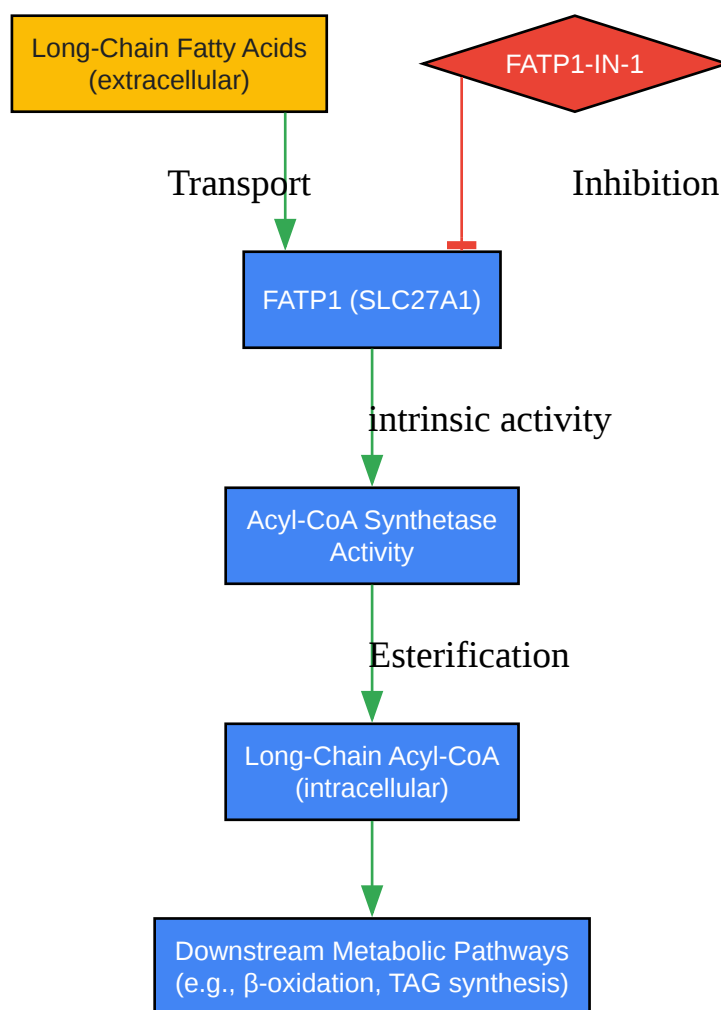 Long-Chain Fatty Acids
(extracellular)
FATP1-IN-1
Transport
Inhibition
FATP1 (SLC27A1)
intrinsic activity
Acyl-CoA Synthetase
Activity
Esterification
Long-Chain Acyl-CoA
(intracellular)
Downstream Metabolic Pathways
(e.g., β-oxidation, TAG synthesis)